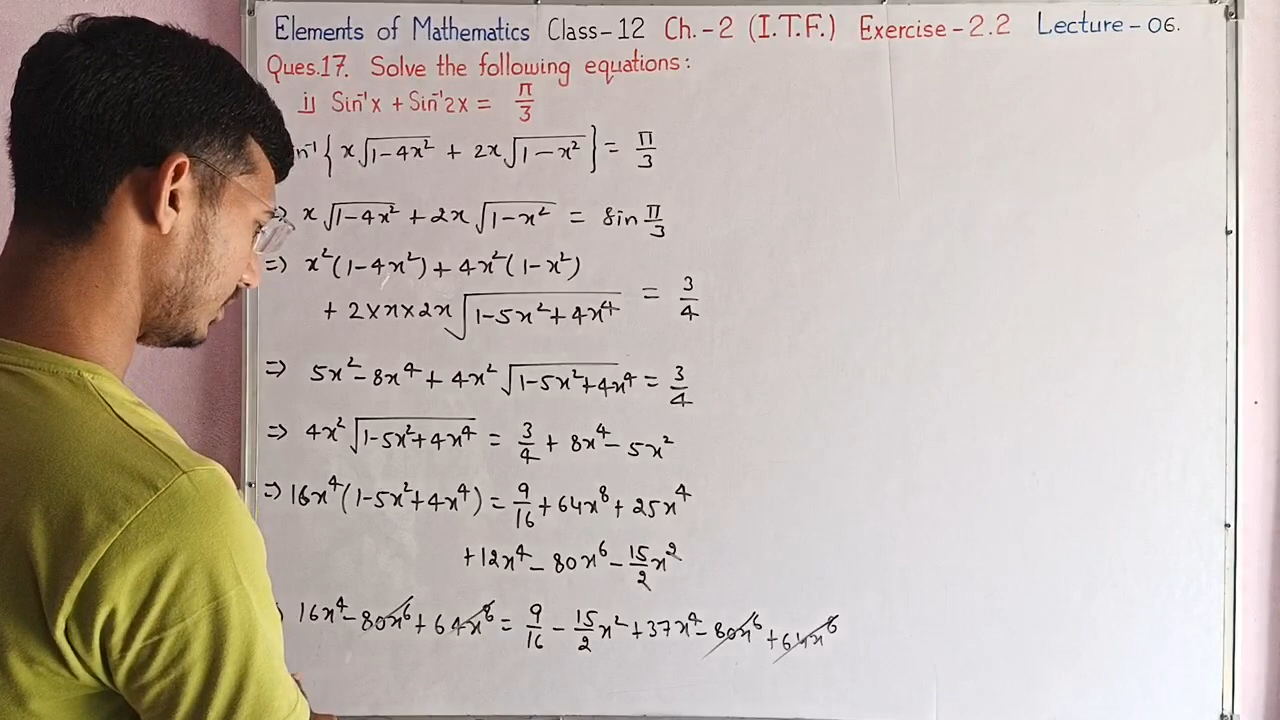 Elements of Mathematics Class-12 Ch.-2 (I.T.F.) Exercise-2.2 Lecture-06.
Ques.17. Solve the following equations:
i) Sin⁻¹x + Sin⁻¹2x = π/3
n⁻¹{x√(1-4x²) + 2x√(1-x²)} = π/3
⇒ x√(1-4x²) + 2x√(1-x²) = sin π/3
⇒ x²(1-4x²) + 4x²(1-x²)
+ 2×x×2x√(1-5x²+4x⁴) = 3/4
⇒ 5x²-8x⁴+4x²√(1-5x²+4x⁴) = 3/4
⇒ 4x²√(1-5x²+4x⁴) = 3/4 + 8x⁴ - 5x²
⇒ 16x⁴(1-5x²+4x⁴) = 9/16 + 64x⁸ + 25x⁴
+12x⁴ - 80x⁶ - 15/2 x²
16x⁴ - 80x⁶ + 64x⁸ = 9/16 - 15/2 x² + 37x⁴ - 80x⁶ + 64x⁸